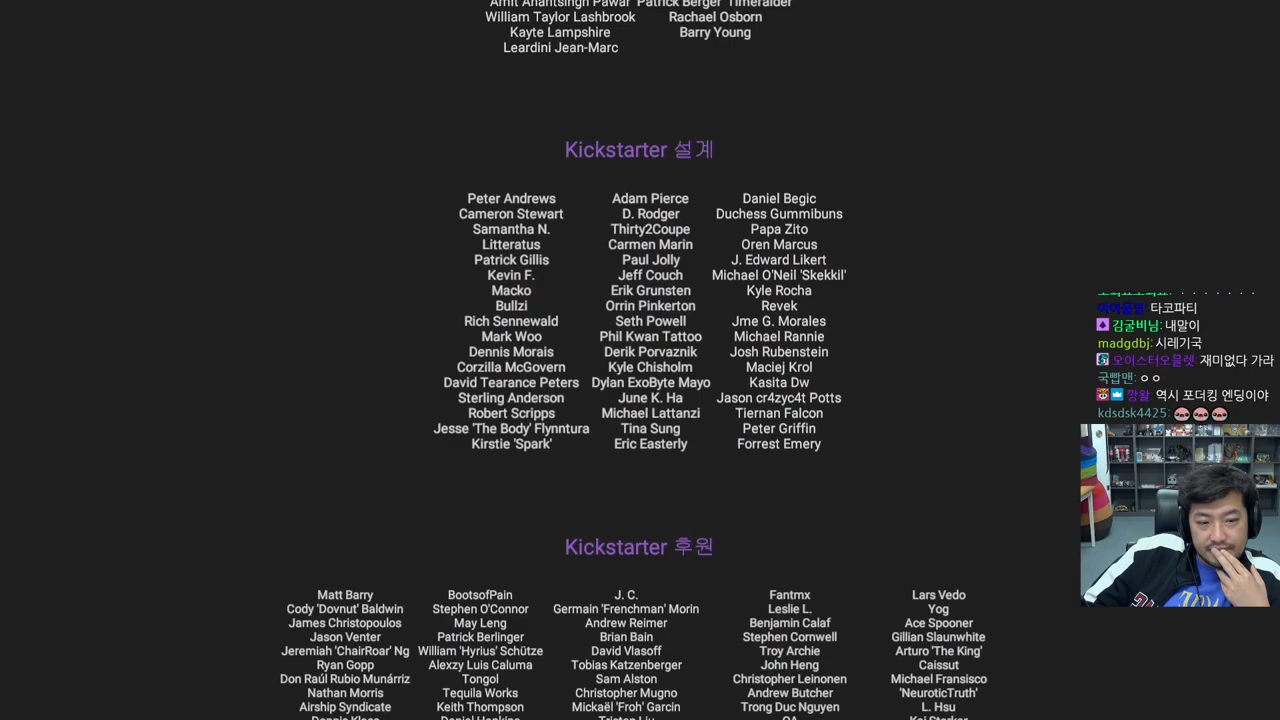 Amit Anantsingh Pawar Patrick Berger 'Timeraider'
William Taylor Lashbrook Rachael Osborn
Kayte Lampshire Barry Young
Leardini Jean-Marc
Kickstarter 설계
Peter Andrews Adam Pierce Daniel Begic
Cameron Stewart D. Rodger Duchess Gummibuns
Samantha N. Thirty2Coupe Papa Zito
Litteratus Carmen Marin Oren Marcus
Patrick Gillis Paul Jolly J. Edward Likert
Kevin F. Jeff Couch Michael O'Neil 'Skekkil'
Macko Erik Grunsten Kyle Rocha
Bullzi Orrin Pinkerton Revek
Rich Sennewald Seth Powell Jme G. Morales
Mark Woo Phil Kwan Tattoo Michael Rannie
Dennis Morais Derik Porvaznik Josh Rubenstein
Corzilla McGovern Kyle Chisholm Maciej Krol
David Tearance Peters Dylan ExoByte Mayo Kasita Dw
Sterling Anderson June K. Ha Jason cr4zyc4t Potts
Robert Scripps Michael Lattanzi Tiernan Falcon
Jesse 'The Body' Flynntura Tina Sung Peter Griffin
Kirstie 'Spark' Eric Easterly Forrest Emery
Kickstarter 후원
Matt Barry BootsofPain J. C. Fantmx Lars Vedo
Cody 'Dovnut' Baldwin Stephen O'Connor Germain 'Frenchman' Morin Leslie L. Yog
James Christopoulos May Leng Andrew Reimer Benjamin Calaf Ace Spooner
Jason Venter Patrick Berlinger Brian Bain Stephen Cornwell Gillian Slaunwhite
Jeremiah 'ChairRoar' Ng William 'Hyrius' Schütze David Vlasoff Troy Archie Arturo 'The King'
Ryan Gopp Alexzy Luis Caluma Tobias Katzenberger John Heng Caissut
Don Raúl Rubio Munárriz Tongol Sam Alston Christopher Leinonen Michael Fransisco
Nathan Morris Tequila Works Christopher Mugno Andrew Butcher 'NeuroticTruth'
Airship Syndicate Keith Thompson Mickaël 'Froh' Garcin Trong Duc Nguyen L. Hsu
타코파티
김굴비님: 내말이
madgdbj: 시레기국
오이스터오믈렛: 재미없다 가라
국빱맨: ㅇㅇ
깡왈: 역시 포더킹 엔딩이야
kdsdsk4425: